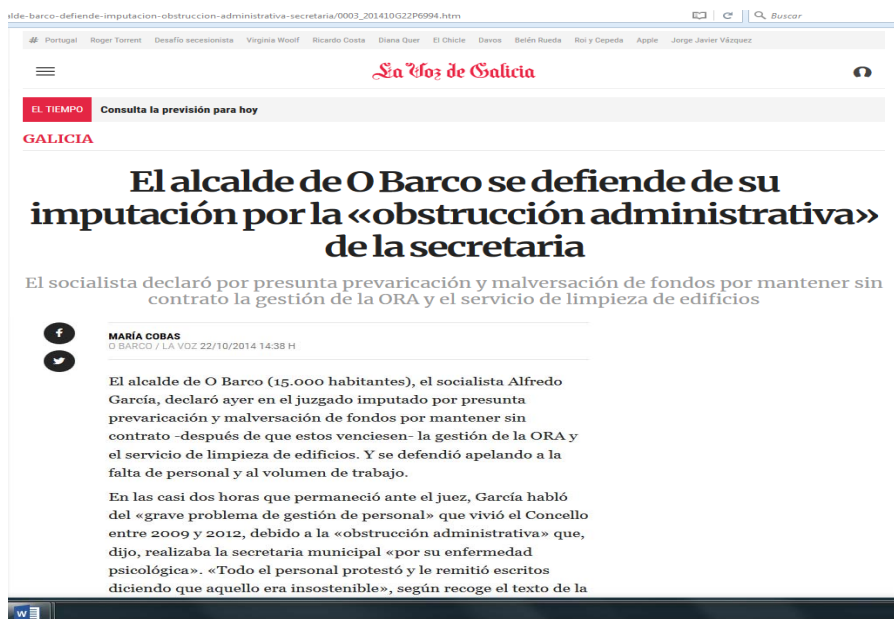 alde-barco-defiende-imputacion-obstruccion-administrativa-secretaria/0003_201410G22P6994.htm
Buscar
# Portugal Roger Torrent Desafío secesionista Virginia Woolf Ricardo Costa Diana Quer El Chicle Davos Belén Rueda Roi y Cepeda Apple Jorge Javier Vázquez
La Voz de Galicia
EL TIEMPO Consulta la previsión para hoy
GALICIA
El alcalde de O Barco se defiende de su
imputación por la «obstrucción administrativa»
de la secretaria
El socialista declaró por presunta prevaricación y malversación de fondos por mantener sin
contrato la gestión de la ORA y el servicio de limpieza de edificios
MARÍA COBAS
O BARCO / LA VOZ 22/10/2014 14:38 H
El alcalde de O Barco (15.000 habitantes), el socialista Alfredo
García, declaró ayer en el juzgado imputado por presunta
prevaricación y malversación de fondos por mantener sin
contrato -después de que estos venciesen- la gestión de la ORA y
el servicio de limpieza de edificios. Y se defendió apelando a la
falta de personal y al volumen de trabajo.
En las casi dos horas que permaneció ante el juez, García habló
del «grave problema de gestión de personal» que vivió el Concello
entre 2009 y 2012, debido a la «obstrucción administrativa» que,
dijo, realizaba la secretaria municipal «por su enfermedad
psicológica». «Todo el personal protestó y le remitió escritos
diciendo que aquello era insostenible», según recoge el texto de la